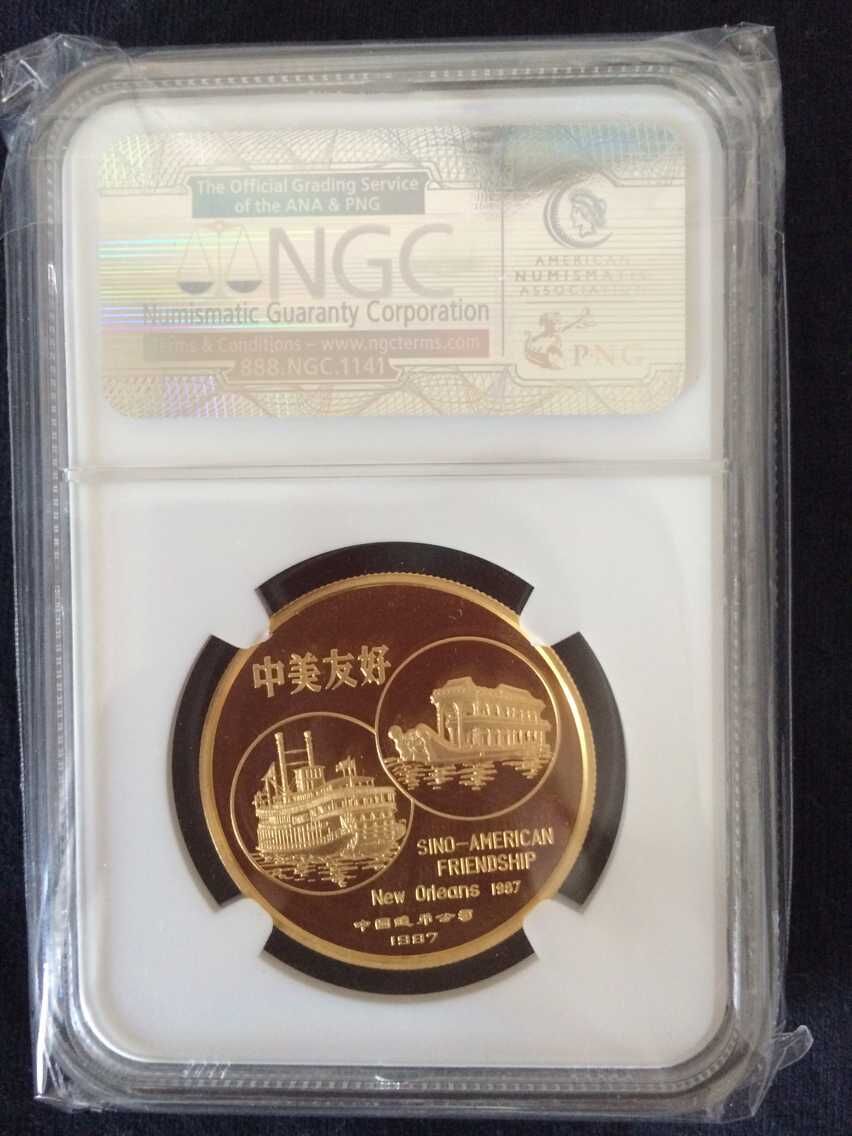 The Official Grading Service
of the ANA & PNG
NGC
Numismatic Guaranty Corporation
Terms & Conditions – www.ngcterms.com
888.NGC.1141
AMERICAN
NUMISMATIC
ASSOCIATION
PNG
中美友好
SINO-AMERICAN
FRIENDSHIP
New Orleans 1987
中國造币公司
1987